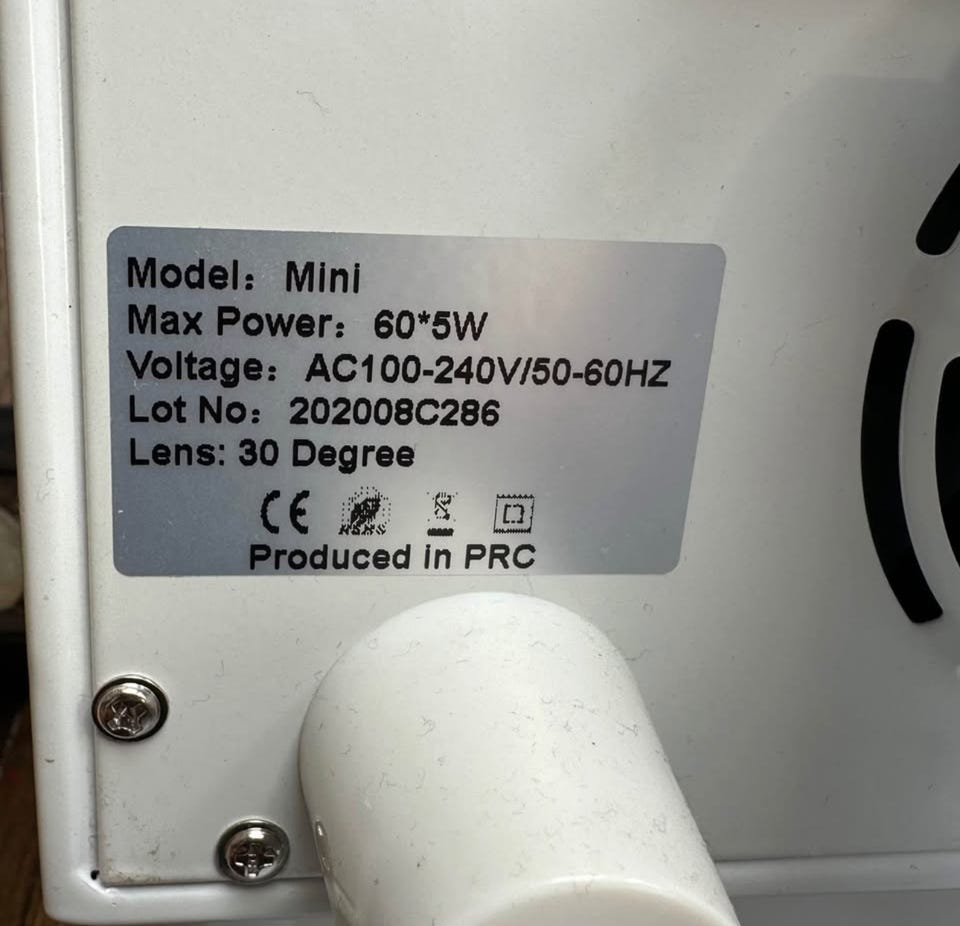 Model： Mini
Max Power： 60*5W
Voltage： AC100-240V/50-60HZ
Lot No： 202008C286
Lens: 30 Degree
CE
Produced in PRC